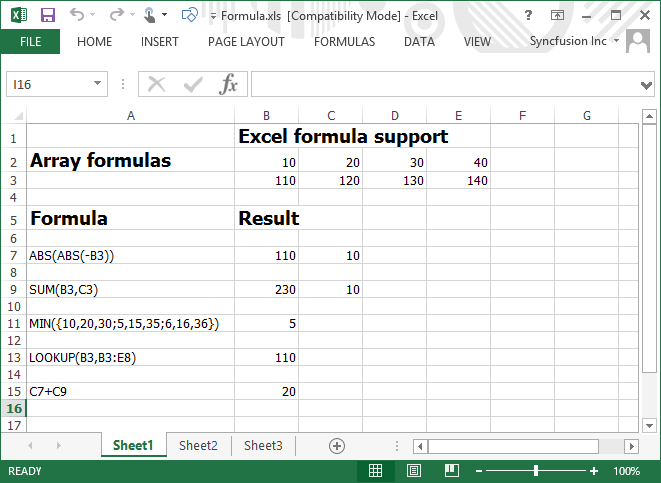 Formula.xls [Compatibility Mode] - Excel
FILE HOME INSERT PAGE LAYOUT FORMULAS DATA VIEW Syncfusion Inc
I16 fx
A B C D E F G
1 Excel formula support
2 Array formulas 10 20 30 40
3 110 120 130 140
4
5 Formula Result
6
7 ABS(ABS(-B3)) 110 10
8
9 SUM(B3,C3) 230 10
10
11 MIN({10,20,30;5,15,35;6,16,36}) 5
12
13 LOOKUP(B3,B3:E8) 110
14
15 C7+C9 20
16
17
Sheet1 Sheet2 Sheet3
READY 100%